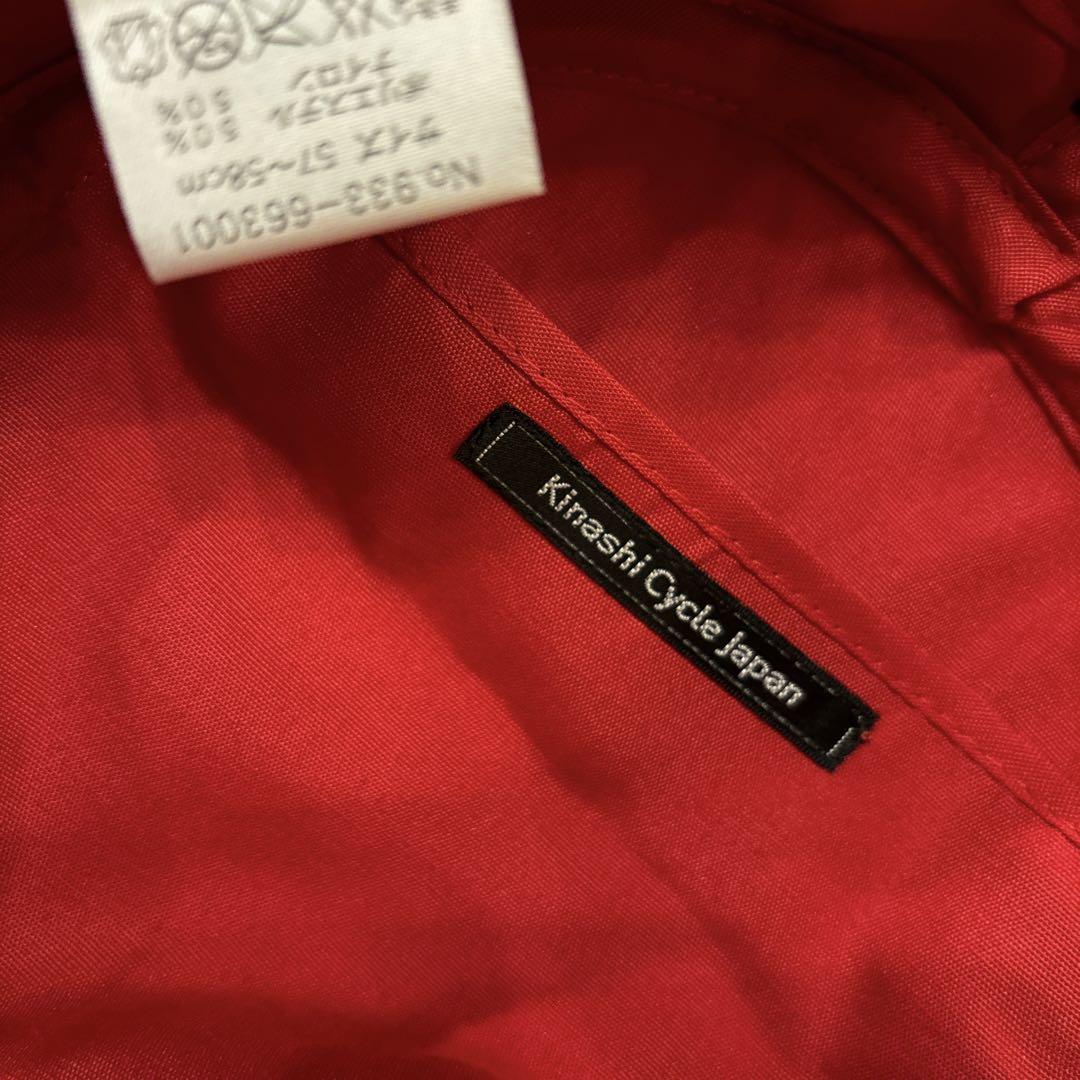 No.933-663001
サイズ 57~58cm
ポリエステル 50%
ナイロン 50%
Kinashi Cycle Japan